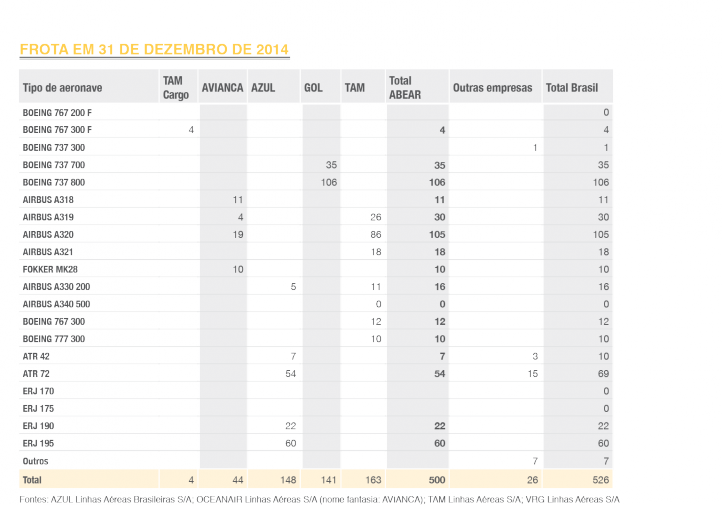 FROTA EM 31 DE DEZEMBRO DE 2014
Tipo de aeronave TAM Cargo AVIANCA AZUL GOL TAM Total ABEAR Outras empresas Total Brasil
BOEING 767 200 F 0
BOEING 767 300 F 4 4 4
BOEING 737 300 1 1
BOEING 737 700 35 35 35
BOEING 737 800 106 106 106
AIRBUS A318 11 11 11
AIRBUS A319 4 26 30 30
AIRBUS A320 19 86 105 105
AIRBUS A321 18 18 18
FOKKER MK28 10 10 10
AIRBUS A330 200 5 11 16 16
AIRBUS A340 500 0 0 0
BOEING 767 300 12 12 12
BOEING 777 300 10 10 10
ATR 42 7 7 3 10
ATR 72 54 54 15 69
ERJ 170 0
ERJ 175 0
ERJ 190 22 22 22
ERJ 195 60 60 60
Outros 7 7
Total 4 44 148 141 163 500 26 526
Fontes: AZUL Linhas Aéreas Brasileiras S/A; OCEANAIR Linhas Aéreas S/A (nome fantasia: AVIANCA); TAM Linhas Aéreas S/A; VRG Linhas Aéreas S/A